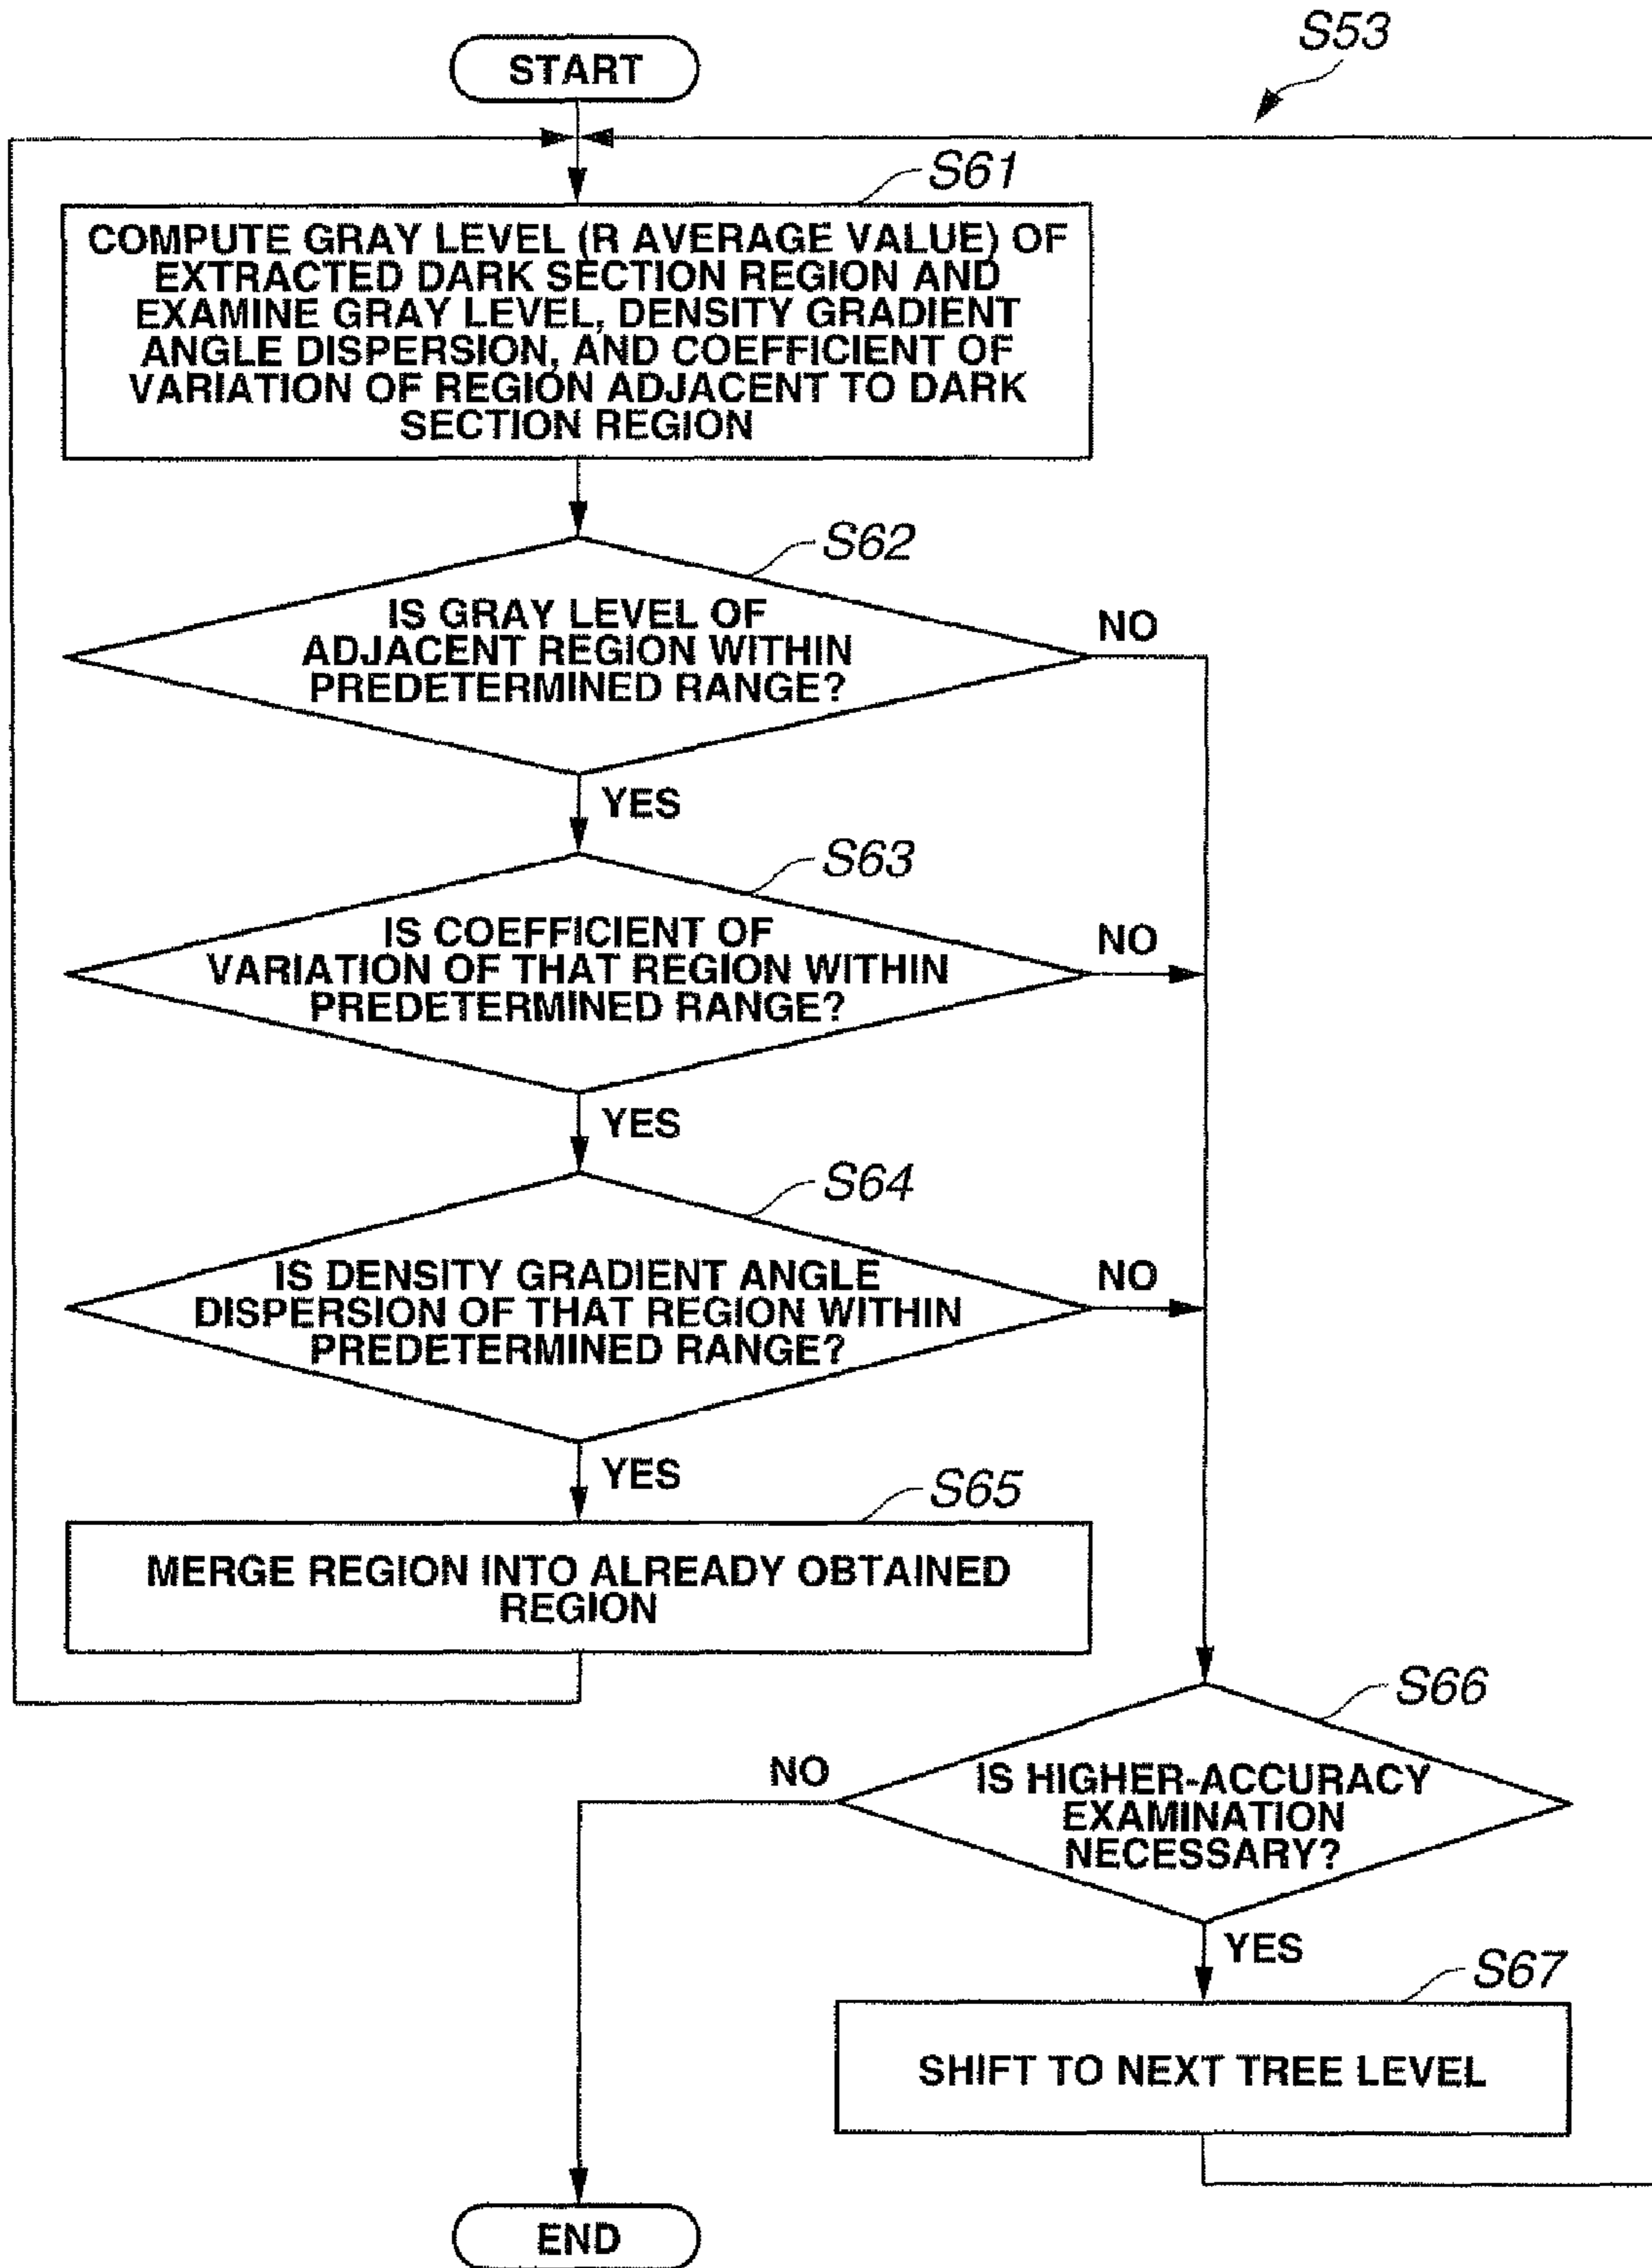 S53
START
S61
COMPUTE GRAY LEVEL (R AVERAGE VALUE) OF
EXTRACTED DARK SECTION REGION AND
EXAMINE GRAY LEVEL, DENSITY GRADIENT
ANGLE DISPERSION, AND COEFFICIENT OF
VARIATION OF REGION ADJACENT TO DARK
SECTION REGION
S62
IS GRAY LEVEL OF
ADJACENT REGION WITHIN
PREDETERMINED RANGE?
NO
YES
S63
IS COEFFICIENT OF
VARIATION OF THAT REGION WITHIN
PREDETERMINED RANGE?
NO
YES
S64
IS DENSITY GRADIENT ANGLE
DISPERSION OF THAT REGION WITHIN
PREDETERMINED RANGE?
NO
YES
S65
MERGE REGION INTO ALREADY OBTAINED
REGION
S66
IS HIGHER-ACCURACY
EXAMINATION
NECESSARY?
NO
YES
S67
SHIFT TO NEXT TREE LEVEL
END